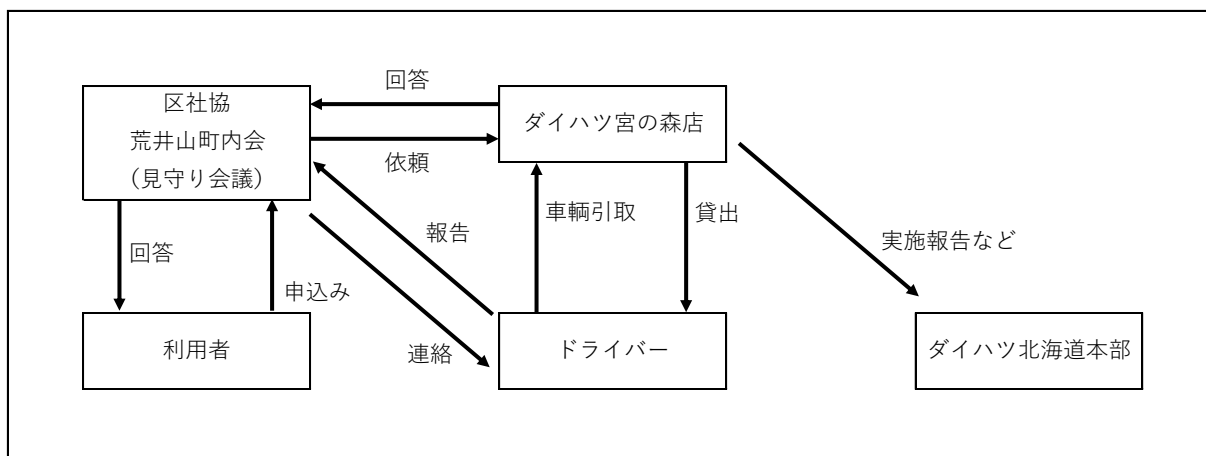 回答
区社協
荒井山町内会
（見守り会議）
ダイハツ宮の森店
依頼
車輌引取
貸出
報告
実施報告など
回答
申込み
連絡
利用者
ドライバー
ダイハツ北海道本部